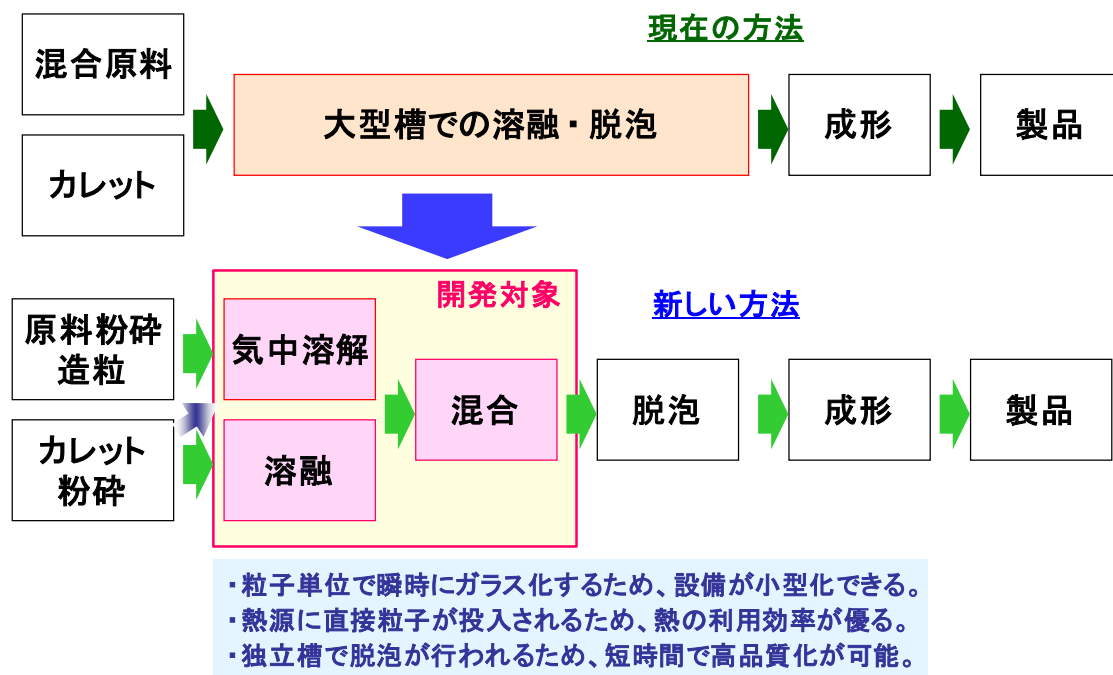 現在の方法
混合原料
カレット
大型槽での溶融・脱泡
成形
製品
開発対象
新しい方法
原料粉砕
造粒
カレット
粉砕
気中溶解
溶融
混合
脱泡
成形
製品
・粒子単位で瞬時にガラス化するため、設備が小型化できる。
・熱源に直接粒子が投入されるため、熱の利用効率が優る。
・独立槽で脱泡が行われるため、短時間で高品質化が可能。